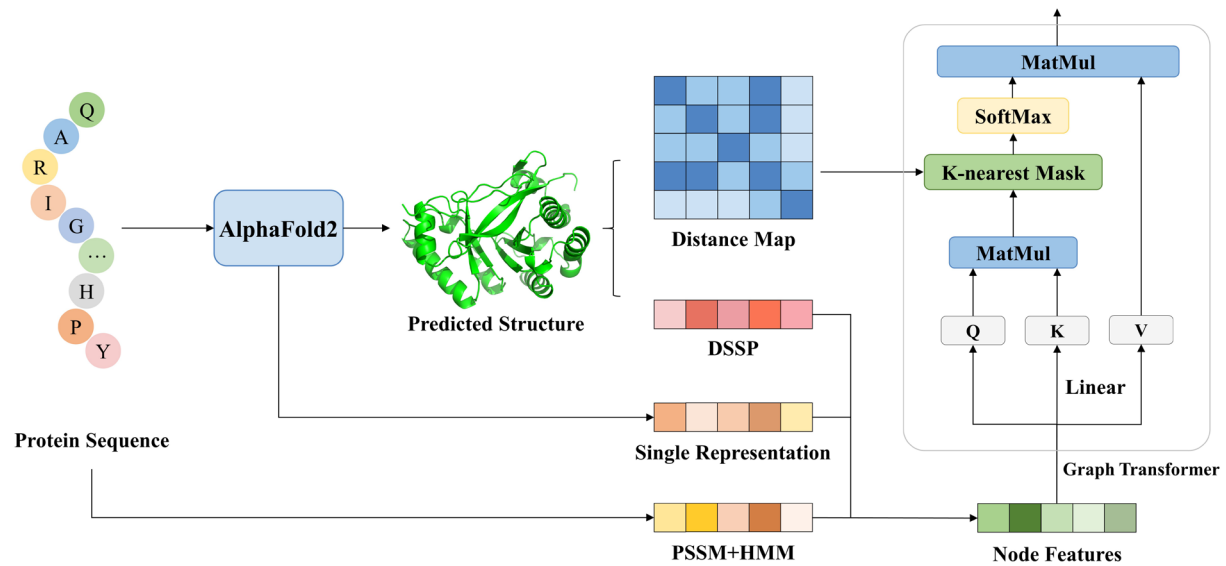 Q
A
R
I
G
...
H
P
Y
Protein Sequence
AlphaFold2
Predicted Structure
Distance Map
DSSP
Single Representation
PSSM+HMM
MatMul
SoftMax
K-nearest Mask
MatMul
Q K V
Linear
Graph Transformer
Node Features